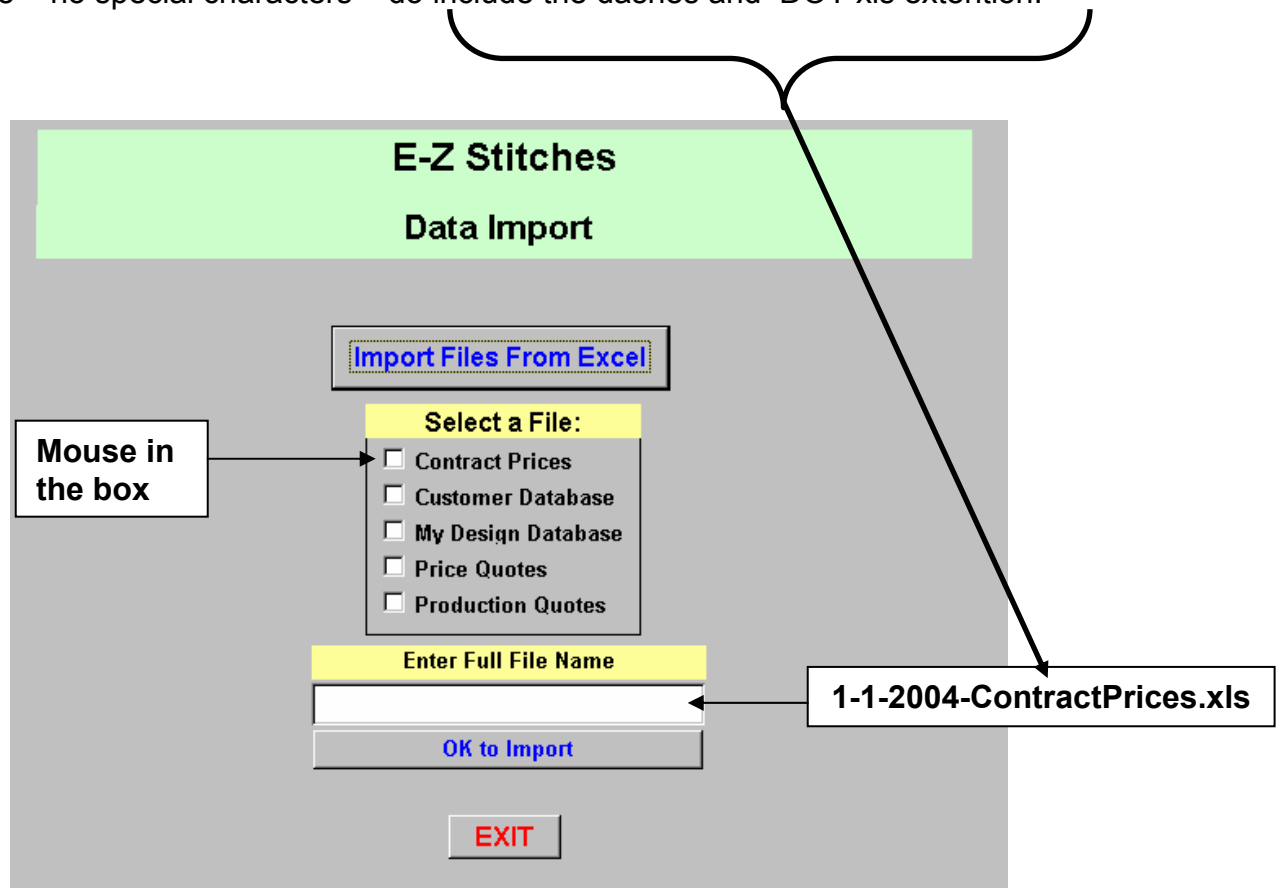 no special characters – do include the dashes and DOT xls extention.
E-Z Stitches
Data Import
Import Files From Excel
Select a File:
Mouse in
the box
Contract Prices
Customer Database
My Design Database
Price Quotes
Production Quotes
Enter Full File Name
1-1-2004-ContractPrices.xls
OK to Import
EXIT